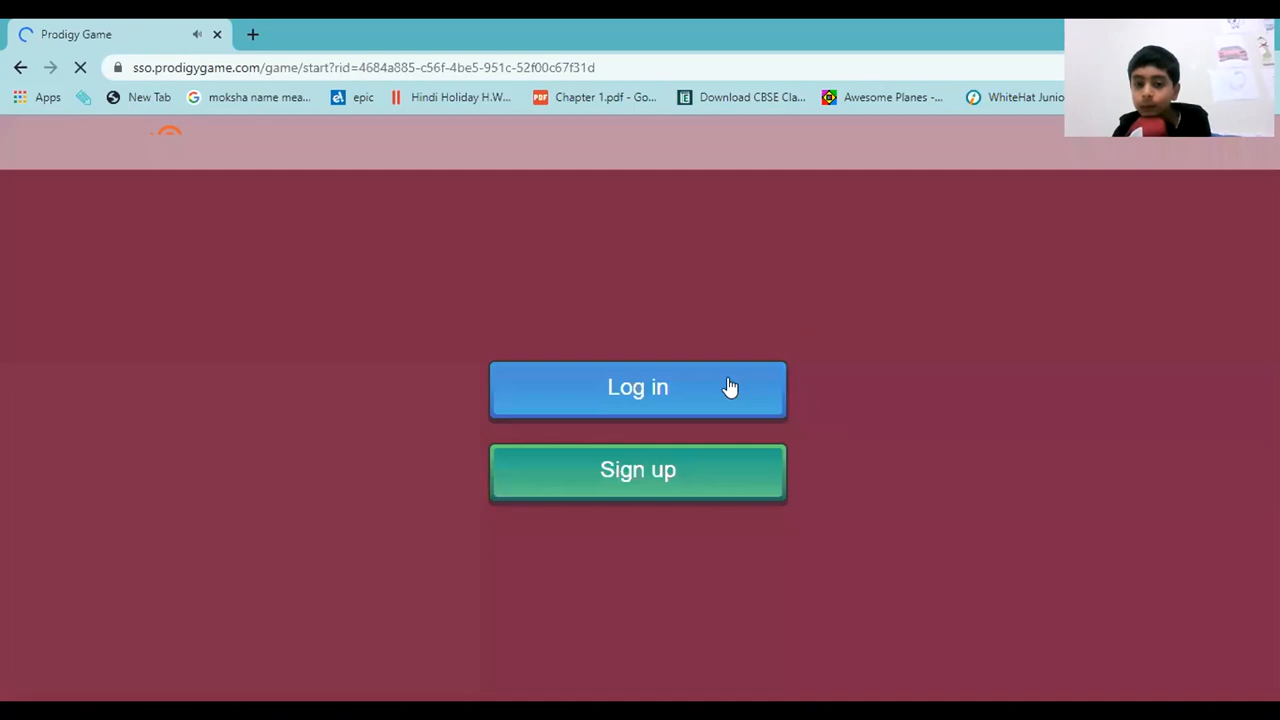 Prodigy Game
sso.prodigygame.com/game/start?rid=4684a885-c56f-4be5-951c-52f00c67f31d
Apps New Tab moksha name mea... epic Hindi Holiday H.W... PDF Chapter 1.pdf - Go... Download CBSE Cla... Awesome Planes -... WhiteHat Junio
Log in
Sign up